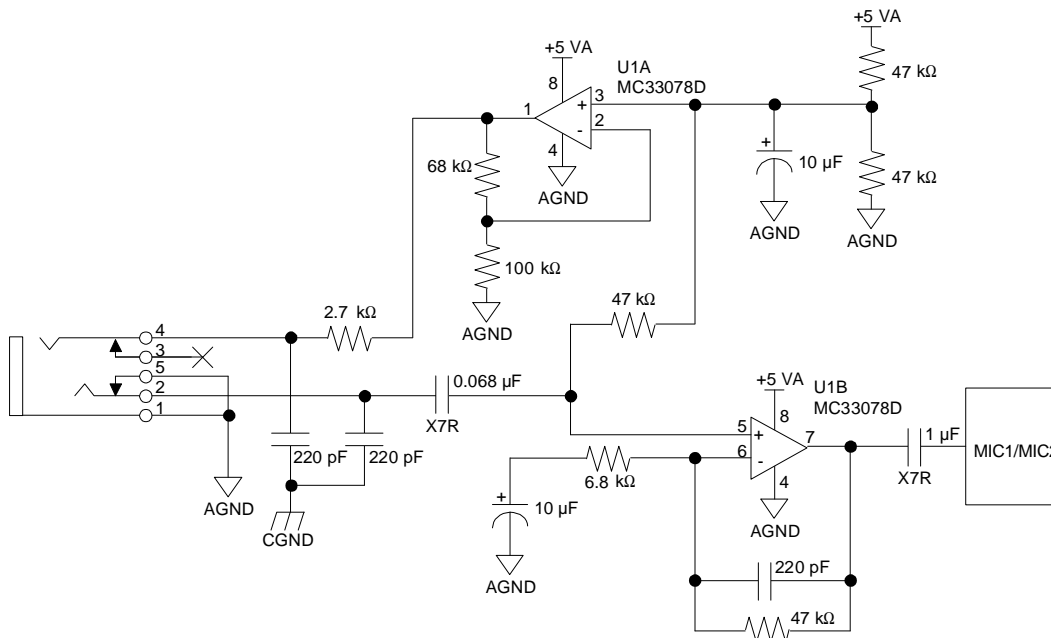 +5 VA
47 kΩ
+5 VA
U1A
MC33078D
8
1
3
+
2
-
4
AGND
68 kΩ
10 µF
+
47 kΩ
AGND
AGND
100 kΩ
AGND
2.7 kΩ
47 kΩ
4
3
5
2
1
0.068 µF
X7R
+5 VA
U1B
MC33078D
8
5
+
7
6
-
4
AGND
1 µF
X7R
MIC1/MIC2
220 pF
220 pF
6.8 kΩ
+
10 µF
AGND
CGND
AGND
220 pF
47 kΩ